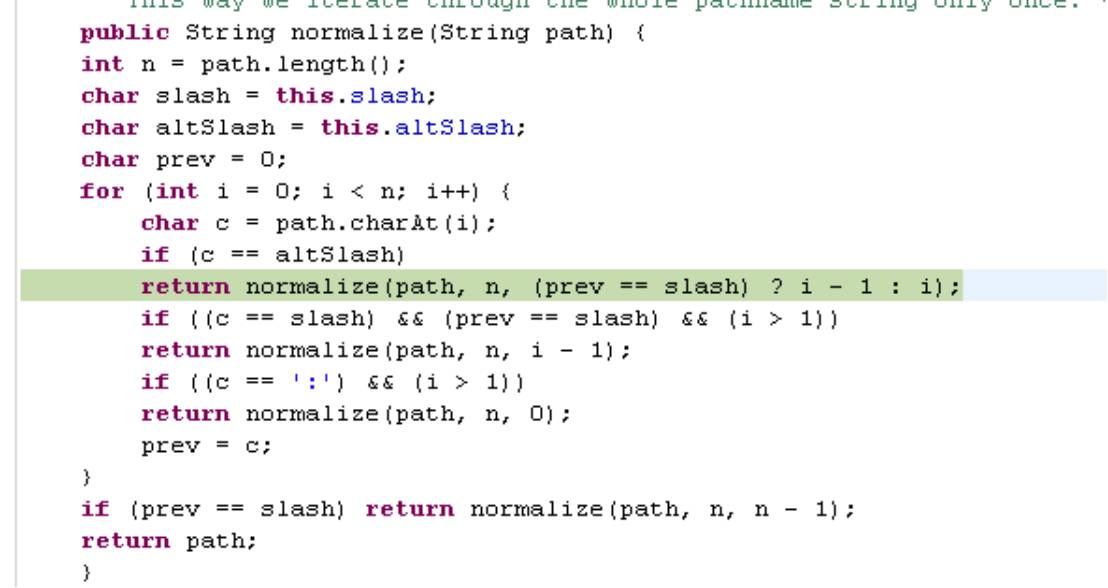 This way we iterate through the whole pathname string only once.
public String normalize(String path) {
int n = path.length();
char slash = this.slash;
char altSlash = this.altSlash;
char prev = 0;
for (int i = 0; i < n; i++) {
char c = path.charAt(i);
if (c == altSlash)
return normalize(path, n, (prev == slash) ? i - 1 : i);
if ((c == slash) && (prev == slash) && (i > 1))
return normalize(path, n, i - 1);
if ((c == ':') && (i > 1))
return normalize(path, n, 0);
prev = c;
}
if (prev == slash) return normalize(path, n, n - 1);
return path;
}